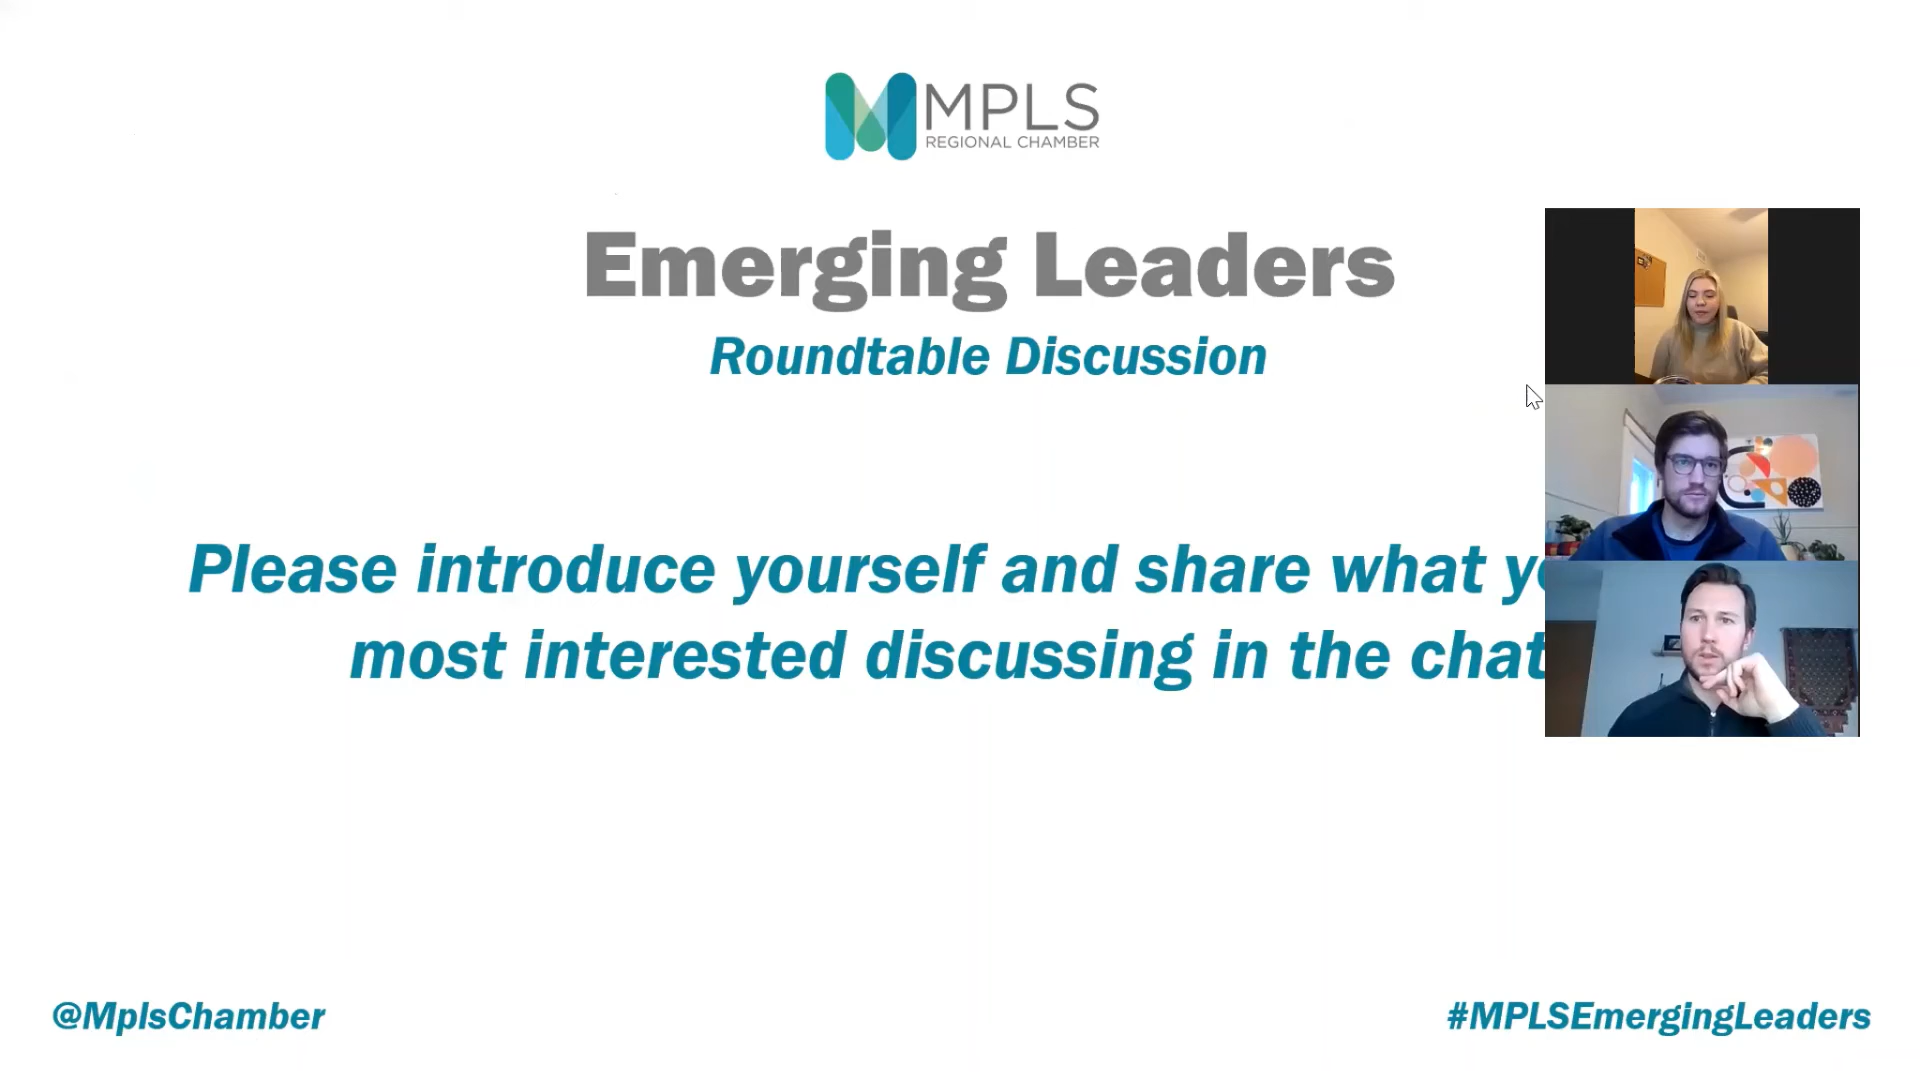 MPLS
REGIONAL CHAMBER
Emerging Leaders
Roundtable Discussion
Please introduce yourself and share what
most interested discussing in the chat
@MplsChamber
#MPLSEmergingLeaders